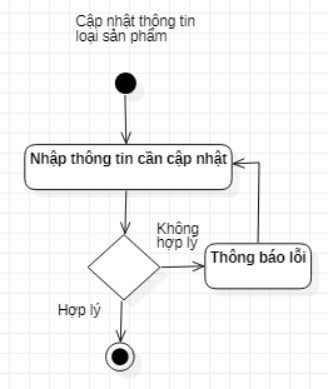 Cập nhật thông tin
loại sản phẩm
Nhập thông tin cần cập nhật
Không
hợp lý
Thông báo lỗi
Hợp lý